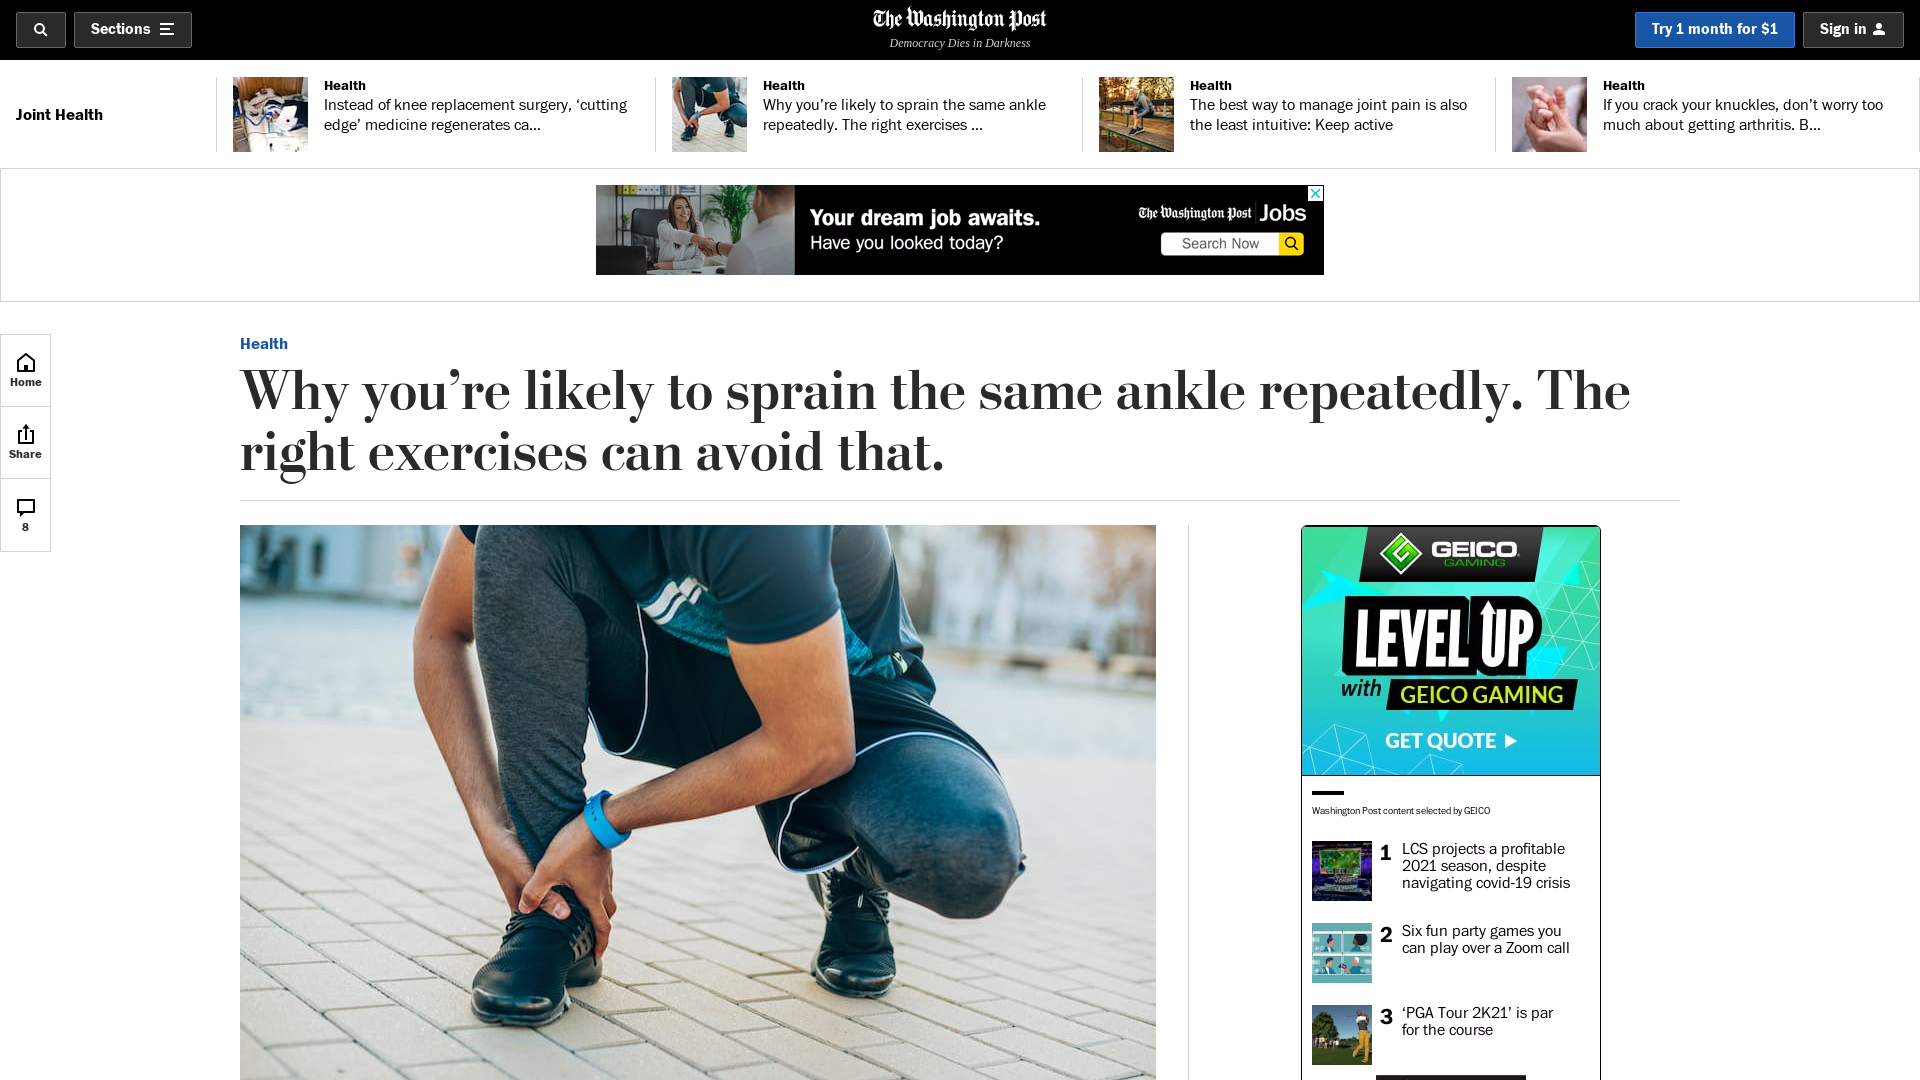 Sections
The Washington Post
Democracy Dies in Darkness
Try 1 month for $1
Sign in
Joint Health
Health
Instead of knee replacement surgery, ‘cutting
edge’ medicine regenerates ca...
Health
Why you’re likely to sprain the same ankle
repeatedly. The right exercises ...
Health
The best way to manage joint pain is also
the least intuitive: Keep active
Health
If you crack your knuckles, don’t worry too
much about getting arthritis. B...
Your dream job awaits.
Have you looked today?
The Washington Post Jobs
Search Now
Home
Share
8
Health
Why you’re likely to sprain the same ankle repeatedly. The
right exercises can avoid that.
GEICO
GAMING
LEVEL UP
with GEICO GAMING
GET QUOTE
Washington Post content selected by GEICO
1 LCS projects a profitable
2021 season, despite
navigating covid-19 crisis
2 Six fun party games you
can play over a Zoom call
3 ‘PGA Tour 2K21’ is par
for the course